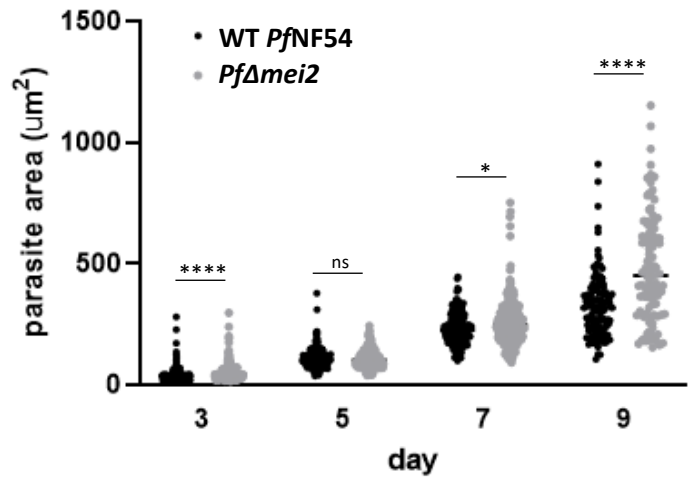 1500
WT PfNF54
PfΔmei2
****
1000
*
parasite area (um²)
500
****
ns
0
3 5 7 9
day